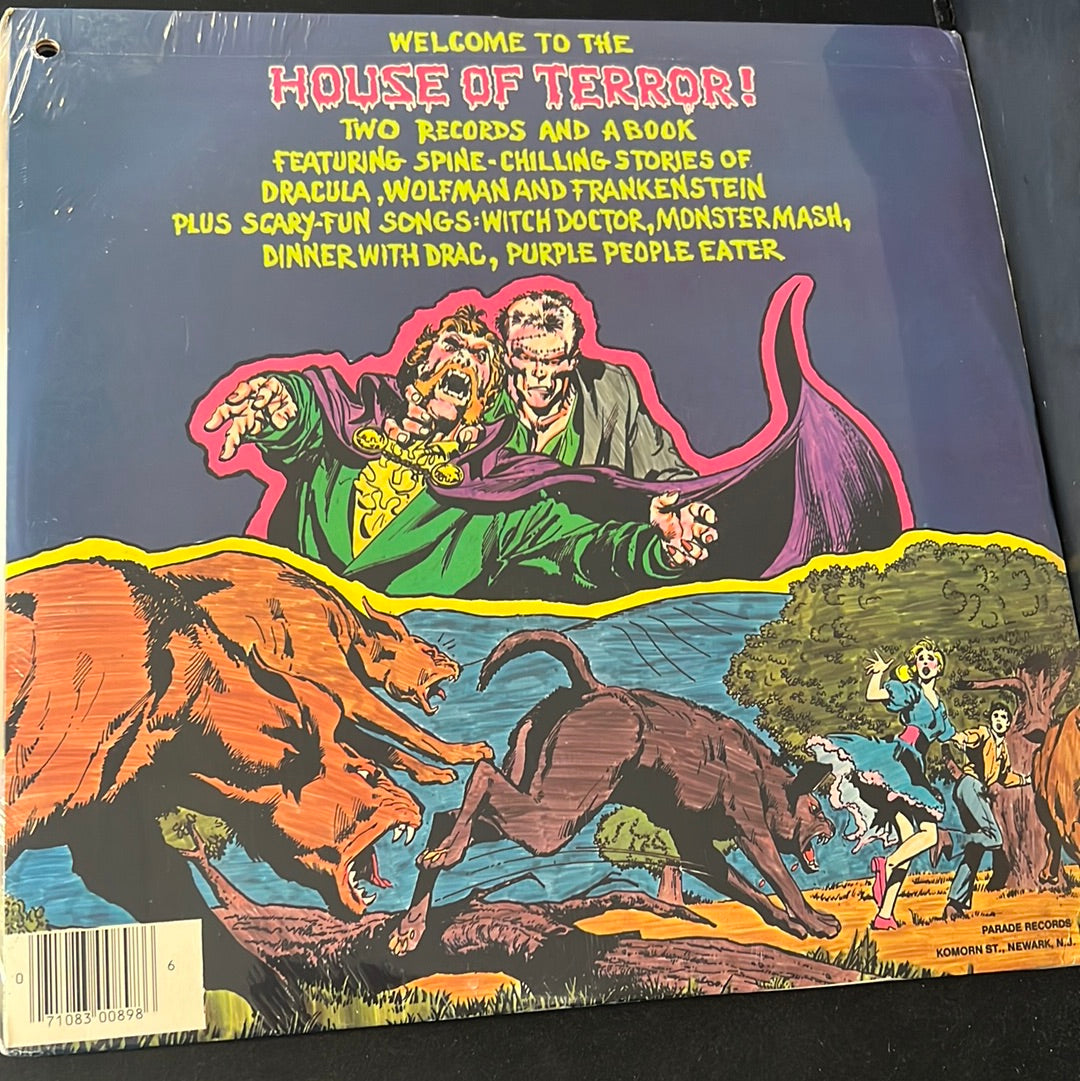 WELCOME TO THE
HOUSE OF TERROR!
TWO RECORDS AND A BOOK
FEATURING SPINE-CHILLING STORIES OF
DRACULA, WOLFMAN AND FRANKENSTEIN
PLUS SCARY-FUN SONGS: WITCH DOCTOR, MONSTER MASH,
DINNER WITH DRAC, PURPLE PEOPLE EATER
PARADE RECORDS
KOMORN ST., NEWARK, N.J.
0 71083 00898 6